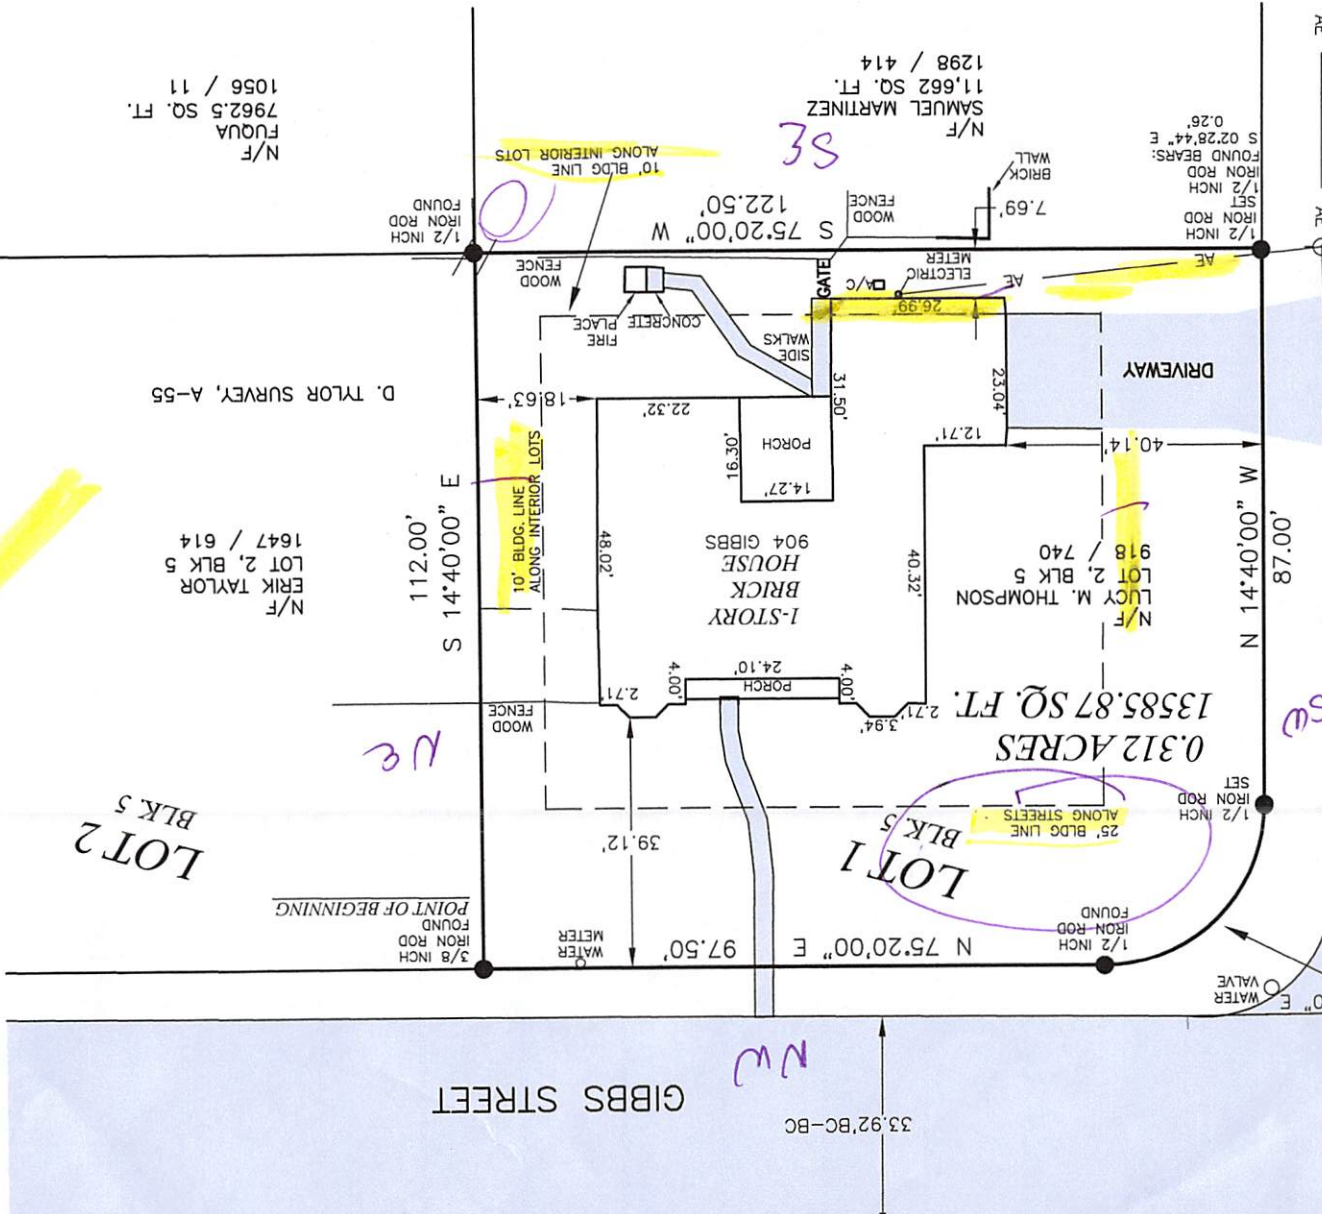 GIBBS STREET
33.92'BC-BC
NW
WATER
VALVE
0" E
N 75°20'00" E 97.50'
1/2 INCH
IRON ROD
FOUND
WATER
METER
3/8 INCH
IRON ROD
FOUND
POINT OF BEGINNING
LOT 1
BLK. 5
25' BLDG LINE
ALONG STREETS
LOT 2
BLK. 5
39.12'
1/2 INCH
IRON ROD
SET
0.312 ACRES
13585.87 SQ. FT.
SW
NE
WOOD
FENCE
3.94'
2.71'
4.00'
PORCH
24.10'
4.00'
2.71'
N/F
LUCY M. THOMPSON
LOT 2, BLK 5
918 / 740
1-STORY
BRICK
HOUSE
904 GIBBS
N/F
ERIK TAYLOR
LOT 2, BLK 5
1647 / 614
N 14°40'00" W
87.00'
S 14°40'00" E
112.00'
40.32'
48.02'
10' BLDG. LINE
ALONG INTERIOR LOTS
40.14'
12.71'
14.27'
PORCH
16.30'
DRIVEWAY
23.04'
31.50'
22.32'
18.63'
D. TYLOR SURVEY, A-55
SIDE
WALKS
CONCRETE
FIRE
PLACE
26.99'
AE
AE
ELECTRIC
METER
A/C
GATE
WOOD
FENCE
S 75°20'00" W
122.50'
7.69'
WOOD
FENCE
BRICK
WALL
1/2 INCH
IRON ROD
SET
1/2 INCH
IRON ROD
FOUND BEARS:
S 02°28'44" E
0.26'
1/2 INCH
IRON ROD
FOUND
10' BLDG LINE
ALONG INTERIOR LOTS
SE
N/F
SAMUEL MARTINEZ
11,662 SQ. FT.
1298 / 414
N/F
FUQUA
7962.5 SQ. FT.
1056 / 11
AE
AE